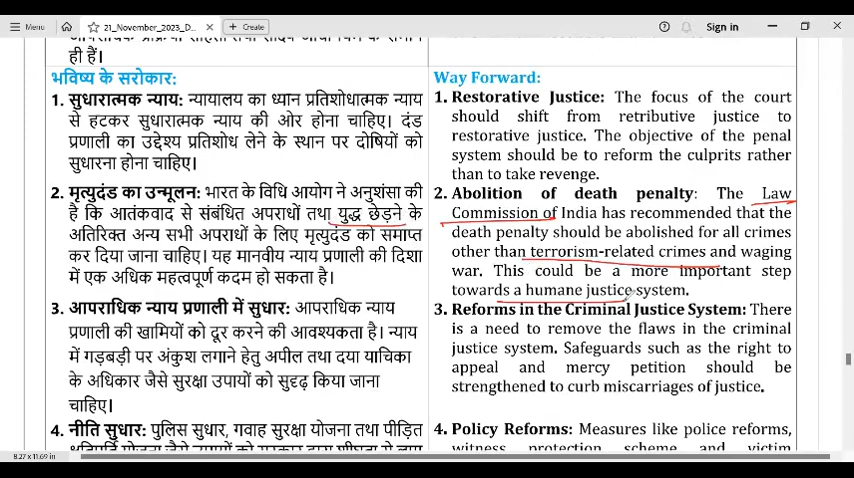 Menu
21_November_2023_D...
Create
Sign in
ही हैं।
भविष्य के सरोकार:
1. सुधारात्मक न्याय: न्यायालय का ध्यान प्रतिशोधात्मक न्याय
से हटकर सुधारात्मक न्याय की ओर होना चाहिए। दंड
प्रणाली का उद्देश्य प्रतिशोध लेने के स्थान पर दोषियों को
सुधारना होना चाहिए।
2. मृत्युदंड का उन्मूलन: भारत के विधि आयोग ने अनुशंसा की
है कि आतंकवाद से संबंधित अपराधों तथा युद्ध छेड़ने के
अतिरिक्त अन्य सभी अपराधों के लिए मृत्युदंड को समाप्त
कर दिया जाना चाहिए। यह मानवीय न्याय प्रणाली की दिशा
में एक अधिक महत्वपूर्ण कदम हो सकता है।
3. आपराधिक न्याय प्रणाली में सुधार: आपराधिक न्याय
प्रणाली की खामियों को दूर करने की आवश्यकता है। न्याय
में गड़बड़ी पर अंकुश लगाने हेतु अपील तथा दया याचिका
के अधिकार जैसे सुरक्षा उपायों को सुदृढ़ किया जाना
चाहिए।
4. नीति सुधार: पुलिस सुधार, गवाह सुरक्षा योजना तथा पीड़ित
Way Forward:
1. Restorative Justice: The focus of the court
should shift from retributive justice to
restorative justice. The objective of the penal
system should be to reform the culprits rather
than to take revenge.
2. Abolition of death penalty: The Law
Commission of India has recommended that the
death penalty should be abolished for all crimes
other than terrorism-related crimes and waging
war. This could be a more important step
towards a humane justice system.
3. Reforms in the Criminal Justice System: There
is a need to remove the flaws in the criminal
justice system. Safeguards such as the right to
appeal and mercy petition should be
strengthened to curb miscarriages of justice.
4. Policy Reforms: Measures like police reforms,
witness protection scheme and victim
8.27 x 11.69 in